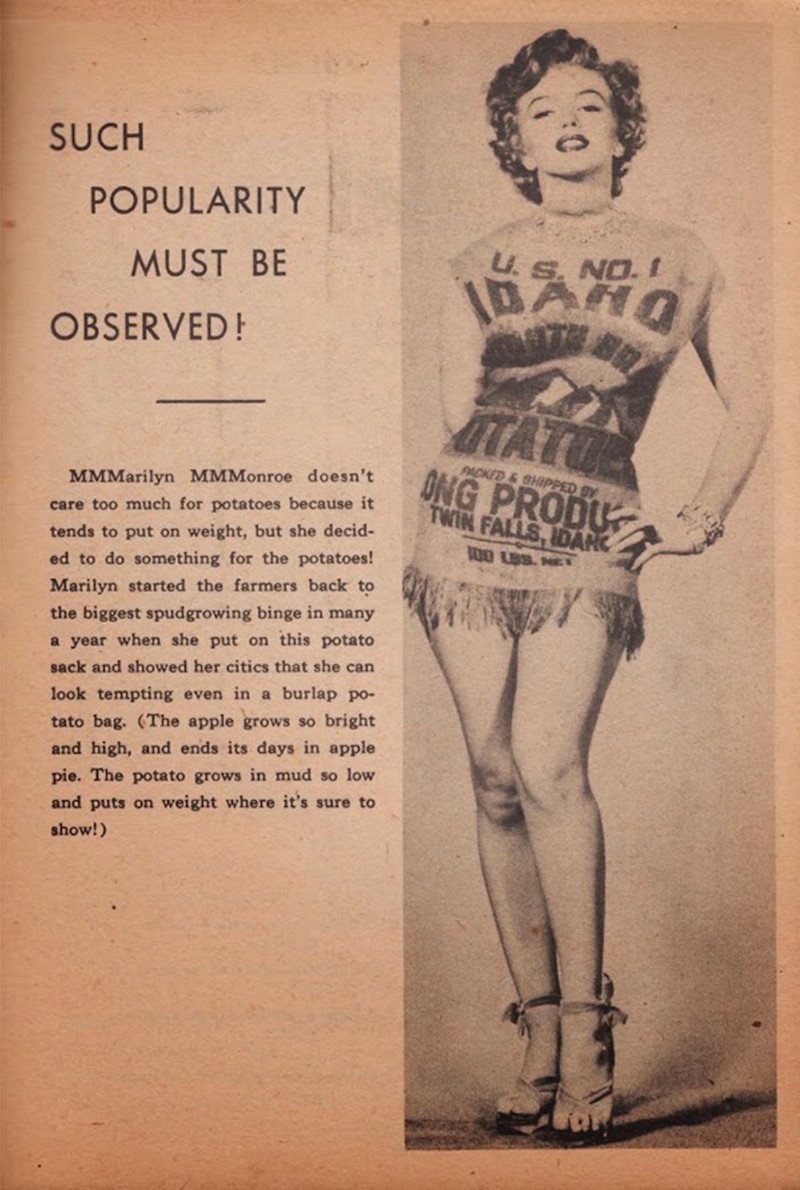 SUCH
POPULARITY
MUST BE
OBSERVED!
MMMarilyn MMMonroe doesn't
care too much for potatoes because it
tends to put on weight, but she decid-
ed to do something for the potatoes!
Marilyn started the farmers back to
the biggest spudgrowing binge in many
a year when she put on this potato
sack and showed her citics that she can
look tempting even in a burlap po-
tato bag. (The apple grows so bright
and high, and ends its days in apple
pie. The potato grows in mud so low
and puts on weight where it's sure to
show!)
U. S. NO. 1
IDAHO
OTATOE
PACKED & SHIPPED BY
ONG PRODU
TWIN FALLS, IDAHO
100 LBS. NET